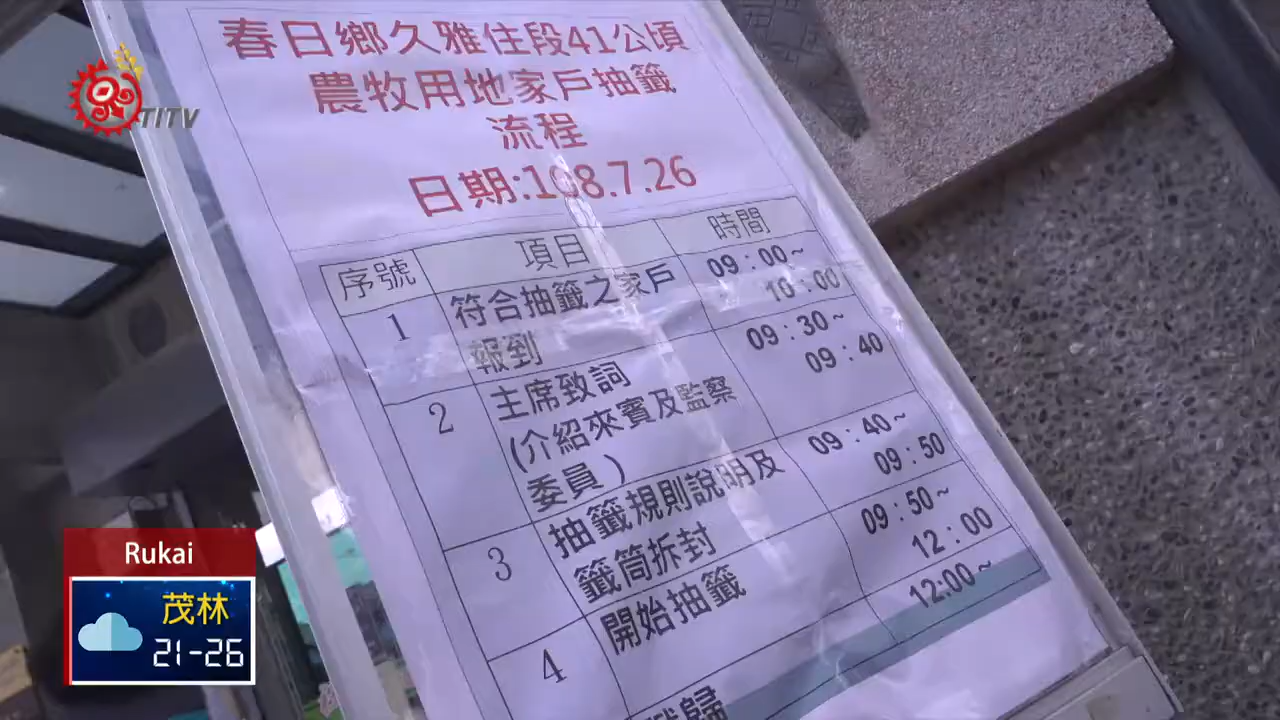 春日鄉久雅住段41公頃
農牧用地家戶抽籤
流程
日期:108.7.26
序號 項目 時間
1 符合抽籤之家戶 09:00~
報到 10:00
2 主席致詞 09:30~
(介紹來賓及監察 09:40
委員)
3 抽籤規則說明及 09:40~
籤筒拆封 09:50
4 開始抽籤 09:50~
12:00
12:00~
歸
TITV
Rukai
茂林
21-26